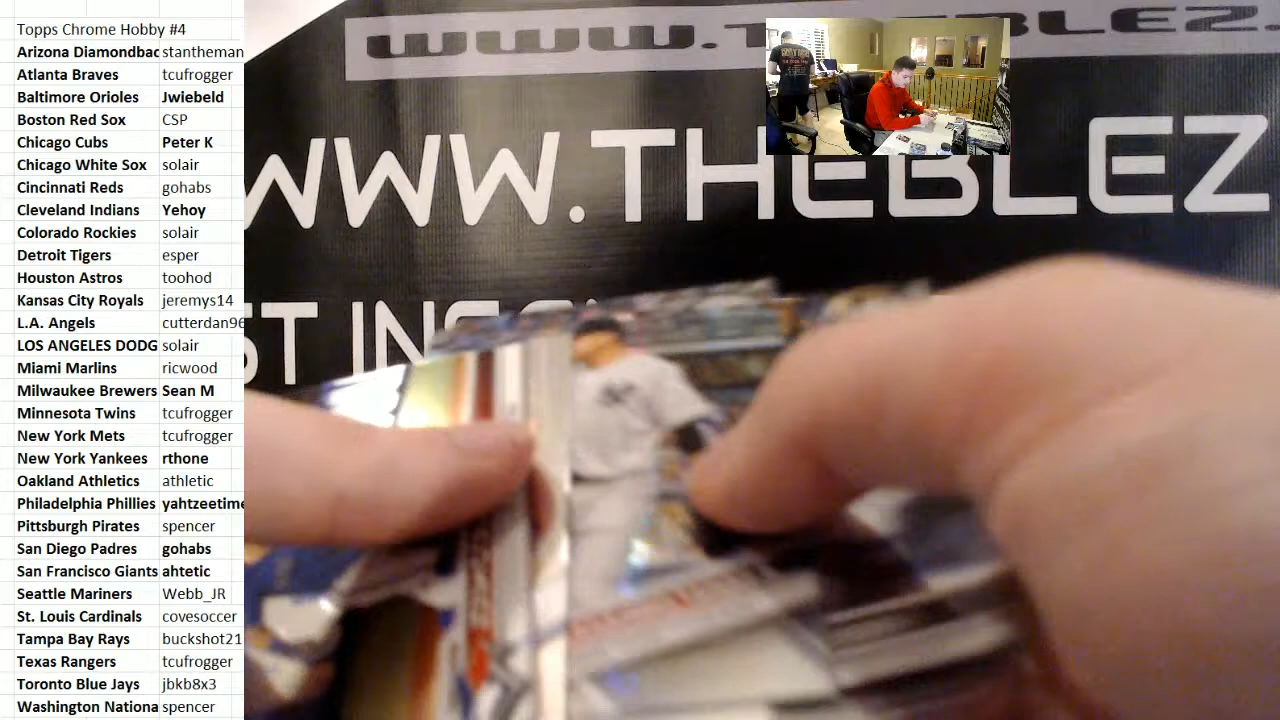 Topps Chrome Hobby #4
Arizona Diamondbac stantheman
Atlanta Braves tcufrogger
Baltimore Orioles Jwiebeld
Boston Red Sox CSP
Chicago Cubs Peter K
Chicago White Sox solair
Cincinnati Reds gohabs
Cleveland Indians Yehoy
Colorado Rockies solair
Detroit Tigers esper
Houston Astros toohod
Kansas City Royals jeremys14
L.A. Angels cutterdan96
LOS ANGELES DODG solair
Miami Marlins ricwood
Milwaukee Brewers Sean M
Minnesota Twins tcufrogger
New York Mets tcufrogger
New York Yankees rthone
Oakland Athletics athletic
Philadelphia Phillies yahtzeetime
Pittsburgh Pirates spencer
San Diego Padres gohabs
San Francisco Giants ahtetic
Seattle Mariners Webb_JR
St. Louis Cardinals covesoccer
Tampa Bay Rays buckshot21
Texas Rangers tcufrogger
Toronto Blue Jays jbkb8x3
Washington Nationa spencer
WWW.THEBLEZ.
WWW.THEBLEZ